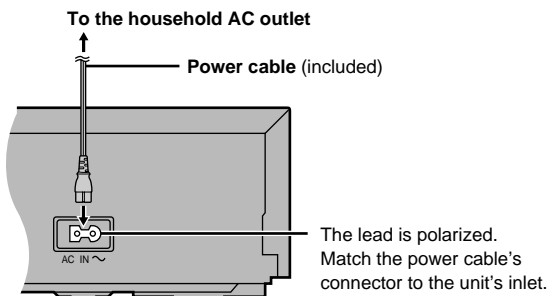 To the household AC outlet
Power cable (included)
The lead is polarized.
Match the power cable's
connector to the unit's inlet.
AC IN ~